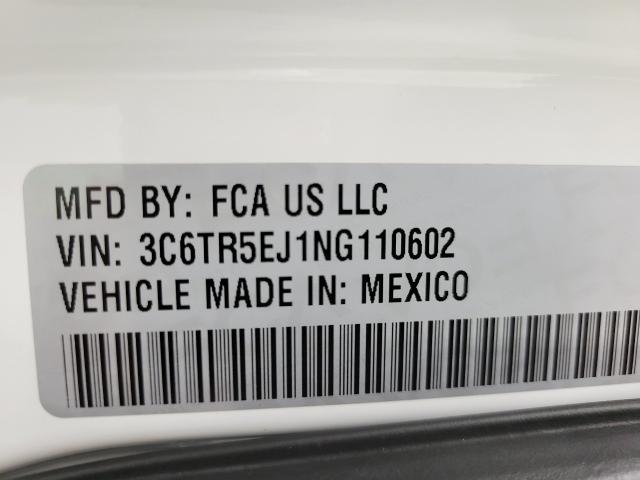 MFD BY: FCA US LLC
VIN: 3C6TR5EJ1NG110602
VEHICLE MADE IN: MEXICO